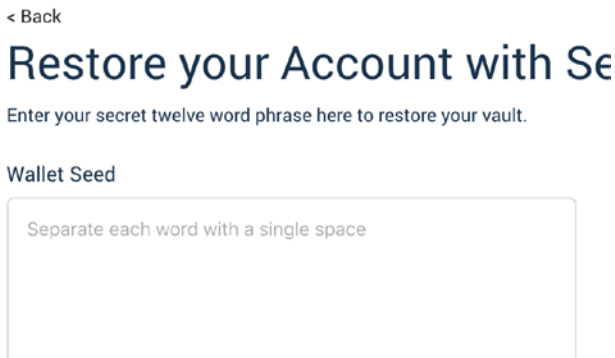 < Back
Restore your Account with Se
Enter your secret twelve word phrase here to restore your vault.
Wallet Seed
Separate each word with a single space